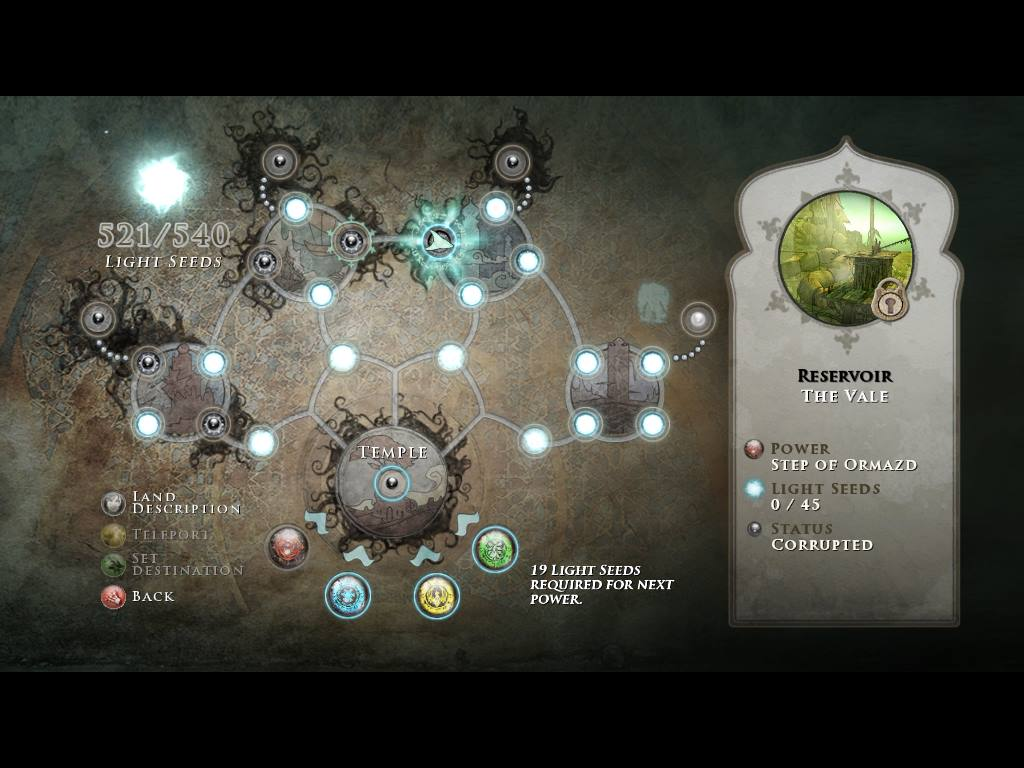 521/540
LIGHT SEEDS
TEMPLE
LAND
DESCRIPTION
TELEPORT
SET
DESTINATION
BACK
19 LIGHT SEEDS
REQUIRED FOR NEXT
POWER.
RESERVOIR
THE VALE
POWER
STEP OF ORMAZD
LIGHT SEEDS
0 / 45
STATUS
CORRUPTED